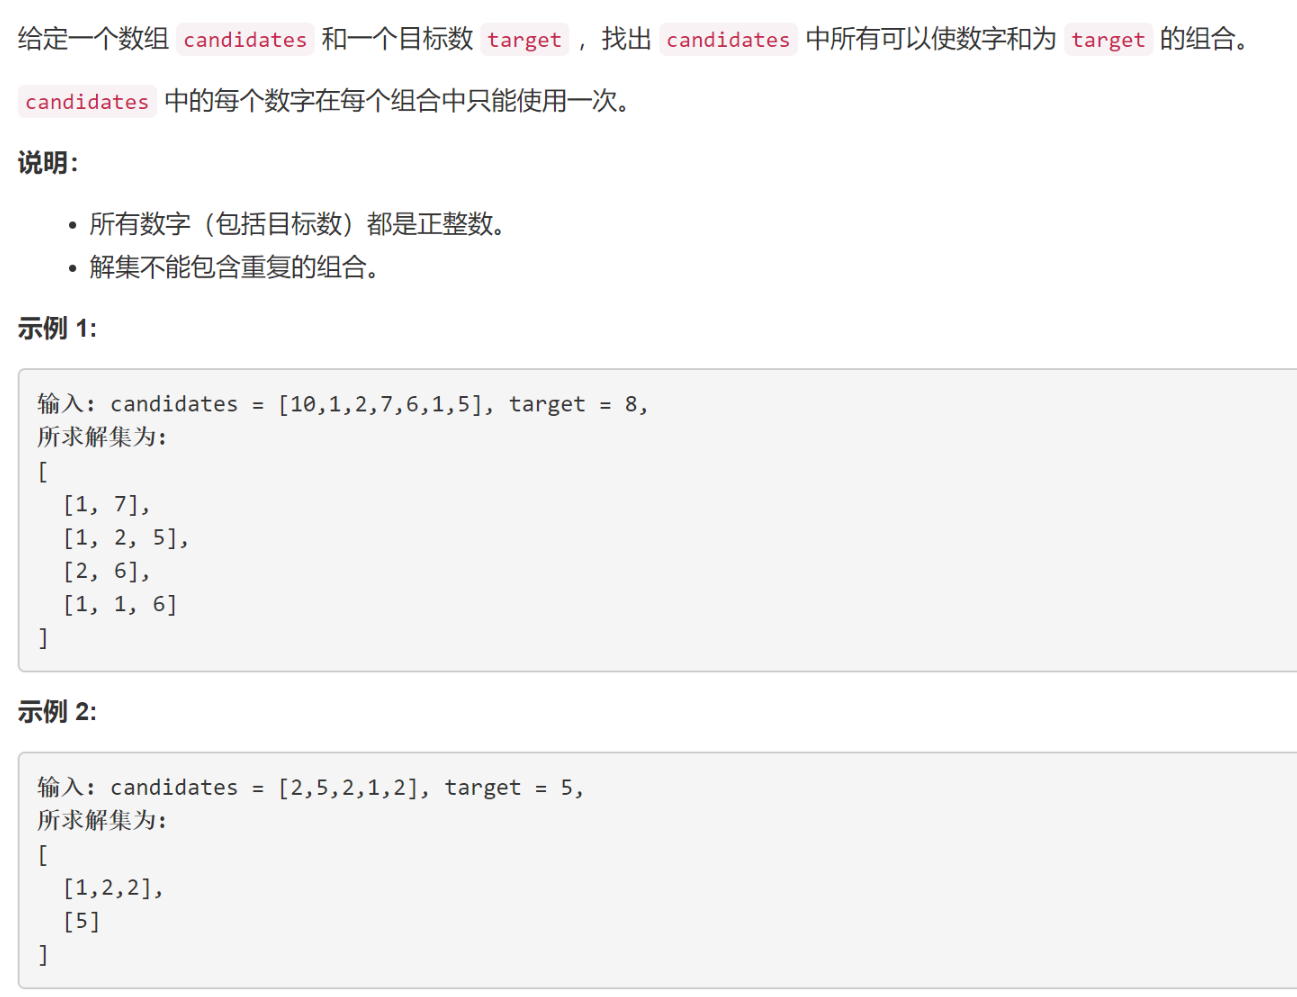 给定一个数组 candidates 和一个目标数 target ，找出 candidates 中所有可以使数字和为 target 的组合。
candidates 中的每个数字在每个组合中只能使用一次。
说明：
• 所有数字（包括目标数）都是正整数。
• 解集不能包含重复的组合。
示例 1:
输入: candidates = [10,1,2,7,6,1,5], target = 8,
所求解集为:
[
  [1, 7],
  [1, 2, 5],
  [2, 6],
  [1, 1, 6]
]
示例 2:
输入: candidates = [2,5,2,1,2], target = 5,
所求解集为:
[
  [1,2,2],
  [5]
]